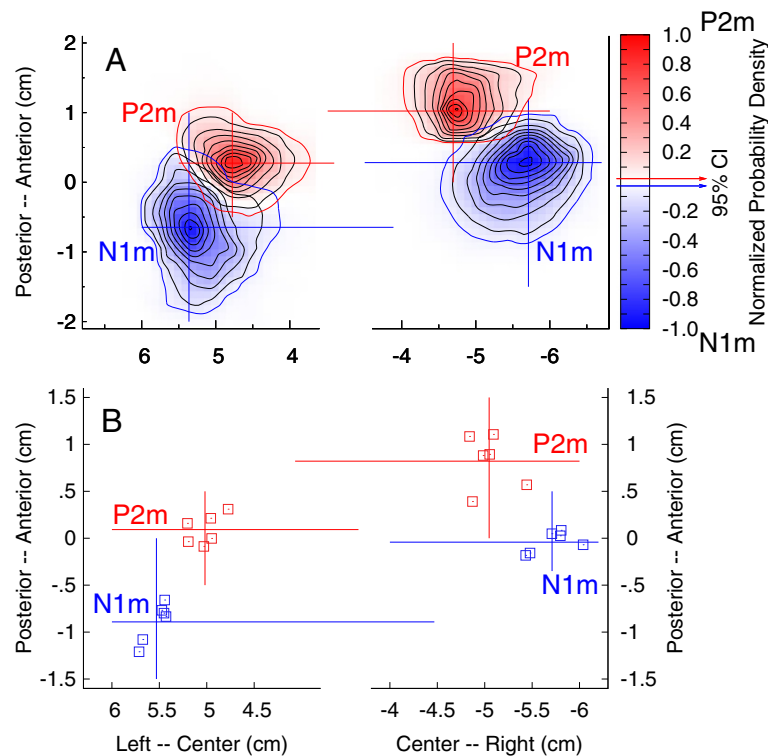 A
P2m
N1m
P2m
N1m
2
1
0
-1
-2
Posterior -- Anterior (cm)
6
5
4
-4
-5
-6
P2m
1.0
0.8
0.6
0.4
0.2
-0.2
-0.4
-0.6
-0.8
-1.0
N1m
95% CI
Normalized Probability Density
B
P2m
N1m
P2m
N1m
1.5
1
.5
0
-.5
-1
-1.5
Posterior -- Anterior (cm)
1.5
1
.5
0
-.5
-1
-1.5
Posterior -- Anterior (cm)
6
5.5
5
4.5
-4
-4.5
-5
-5.5
-6
Left -- Center (cm)
Center -- Right (cm)